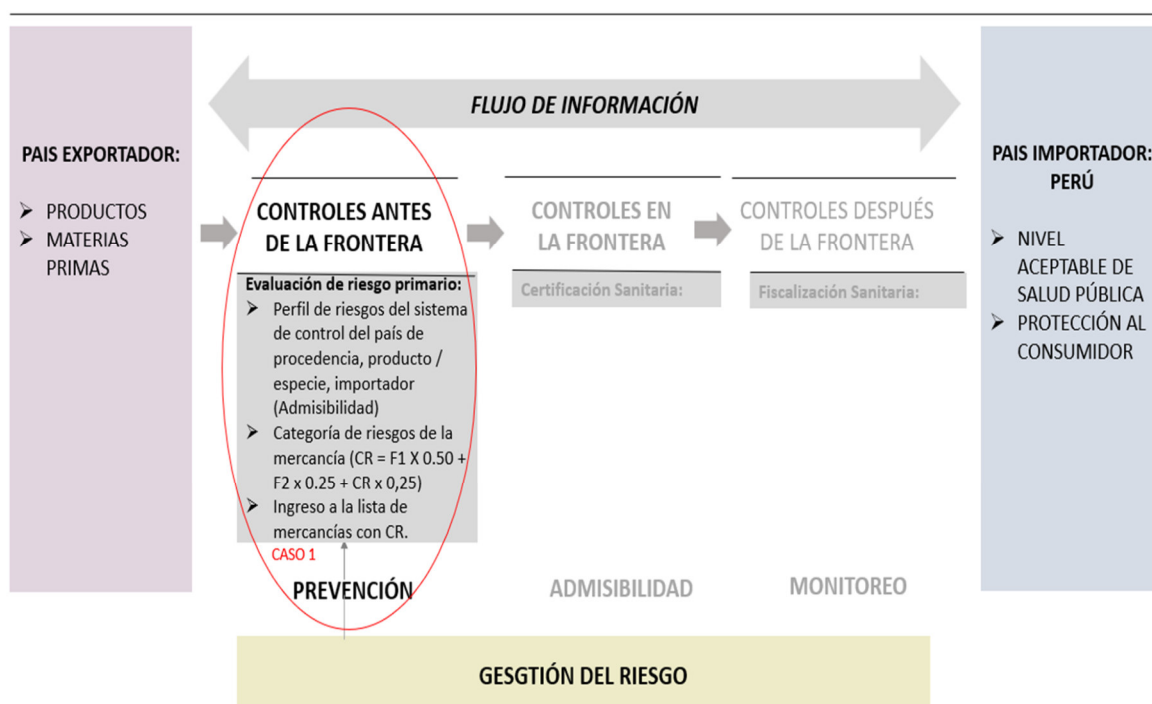 FLUJO DE INFORMACIÓN
PAIS EXPORTADOR:
➢ PRODUCTOS
➢ MATERIAS
PRIMAS
CONTROLES ANTES
DE LA FRONTERA
Evaluación de riesgo primario:
➢ Perfil de riesgos del sistema
de control del país de
procedencia, producto /
especie, importador
(Admisibilidad)
➢ Categoría de riesgos de la
mercancía (CR = F1 X 0.50 +
F2 x 0.25 + CR x 0,25)
➢ Ingreso a la lista de
mercancías con CR.
CASO 1
PREVENCIÓN
CONTROLES EN
LA FRONTERA
Certificación Sanitaria:
ADMISIBILIDAD
CONTROLES DESPUÉS
DE LA FRONTERA
Fiscalización Sanitaria:
MONITOREO
PAIS IMPORTADOR:
PERÚ
➢ NIVEL
ACEPTABLE DE
SALUD PÚBLICA
➢ PROTECCIÓN AL
CONSUMIDOR
GESGTIÓN DEL RIESGO